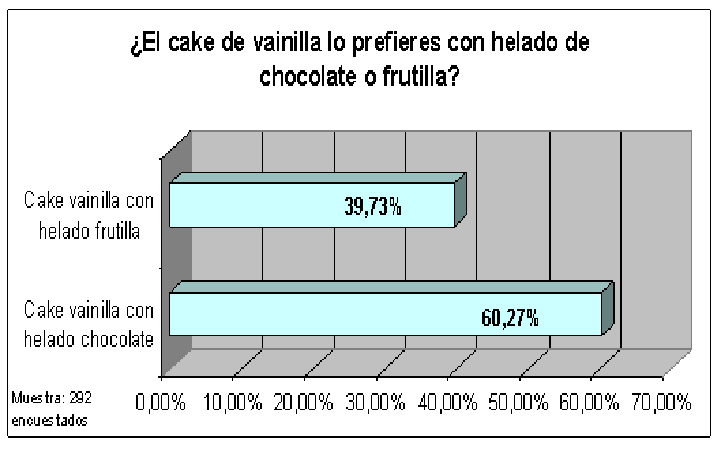 ¿El cake de vainilla lo prefieres con helado de
chocolate o frutilla?
Cake vainilla con
helado frutilla
39,73%
Cake vainilla con
helado chocolate
60,27%
Muestra: 292
encuestados
0,00% 10,00% 20,00% 30,00% 40,00% 50,00% 60,00% 70,00%